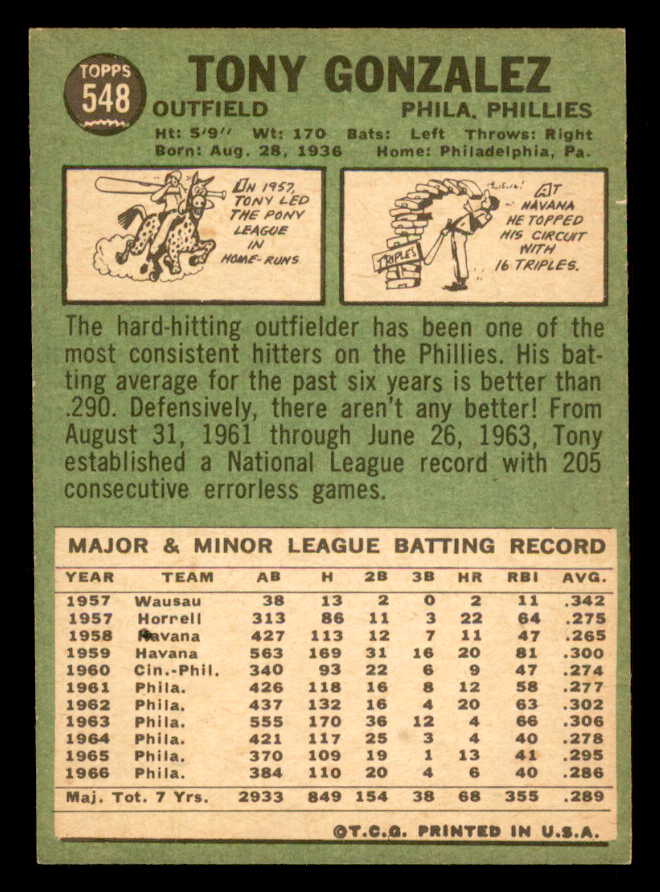 TOPPS
548
TONY GONZALEZ
OUTFIELD PHILA. PHILLIES
Ht: 5'9" Wt: 170 Bats: Left Throws: Right
Born: Aug. 28, 1936 Home: Philadelphia, Pa.
IN 1957,
TONY LED
THE PONY
LEAGUE
IN
HOME-RUNS
TRIPLES
AT
HAVANA
HE TOPPED
HIS CIRCUIT
WITH
16 TRIPLES.
The hard-hitting outfielder has been one of the
most consistent hitters on the Phillies. His bat-
ting average for the past six years is better than
.290. Defensively, there aren't any better! From
August 31, 1961 through June 26, 1963, Tony
established a National League record with 205
consecutive errorless games.
MAJOR & MINOR LEAGUE BATTING RECORD
YEAR TEAM AB H 2B 3B HR RBI AVG.
1957 Wausau 38 13 2 0 2 11 .342
1957 Horrell 313 86 11 3 22 64 .275
1958 Havana 427 113 12 7 11 47 .265
1959 Havana 563 169 31 16 20 81 .300
1960 Cin.-Phil. 340 93 22 6 9 47 .274
1961 Phila. 426 118 16 8 12 58 .277
1962 Phila. 437 132 16 4 20 63 .302
1963 Phila. 555 170 36 12 4 66 .306
1964 Phila. 421 117 25 3 4 40 .278
1965 Phila. 370 109 19 1 13 41 .295
1966 Phila. 384 110 20 4 6 40 .286
Maj. Tot. 7 Yrs. 2933 849 154 38 68 355 .289
©T.C.G. PRINTED IN U.S.A.